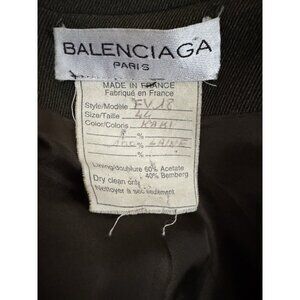 BALENCIAGA
PARIS
MADE IN FRANCE
Fabriqué en France
Style/Modèle FV18
Size/Taille 44
Color/Coloris KAKI
%
100% LAINE
%
Lining/doublure 60% Acetate
40% Bemberg
Dry clean only
Nettoyer a sec seulement